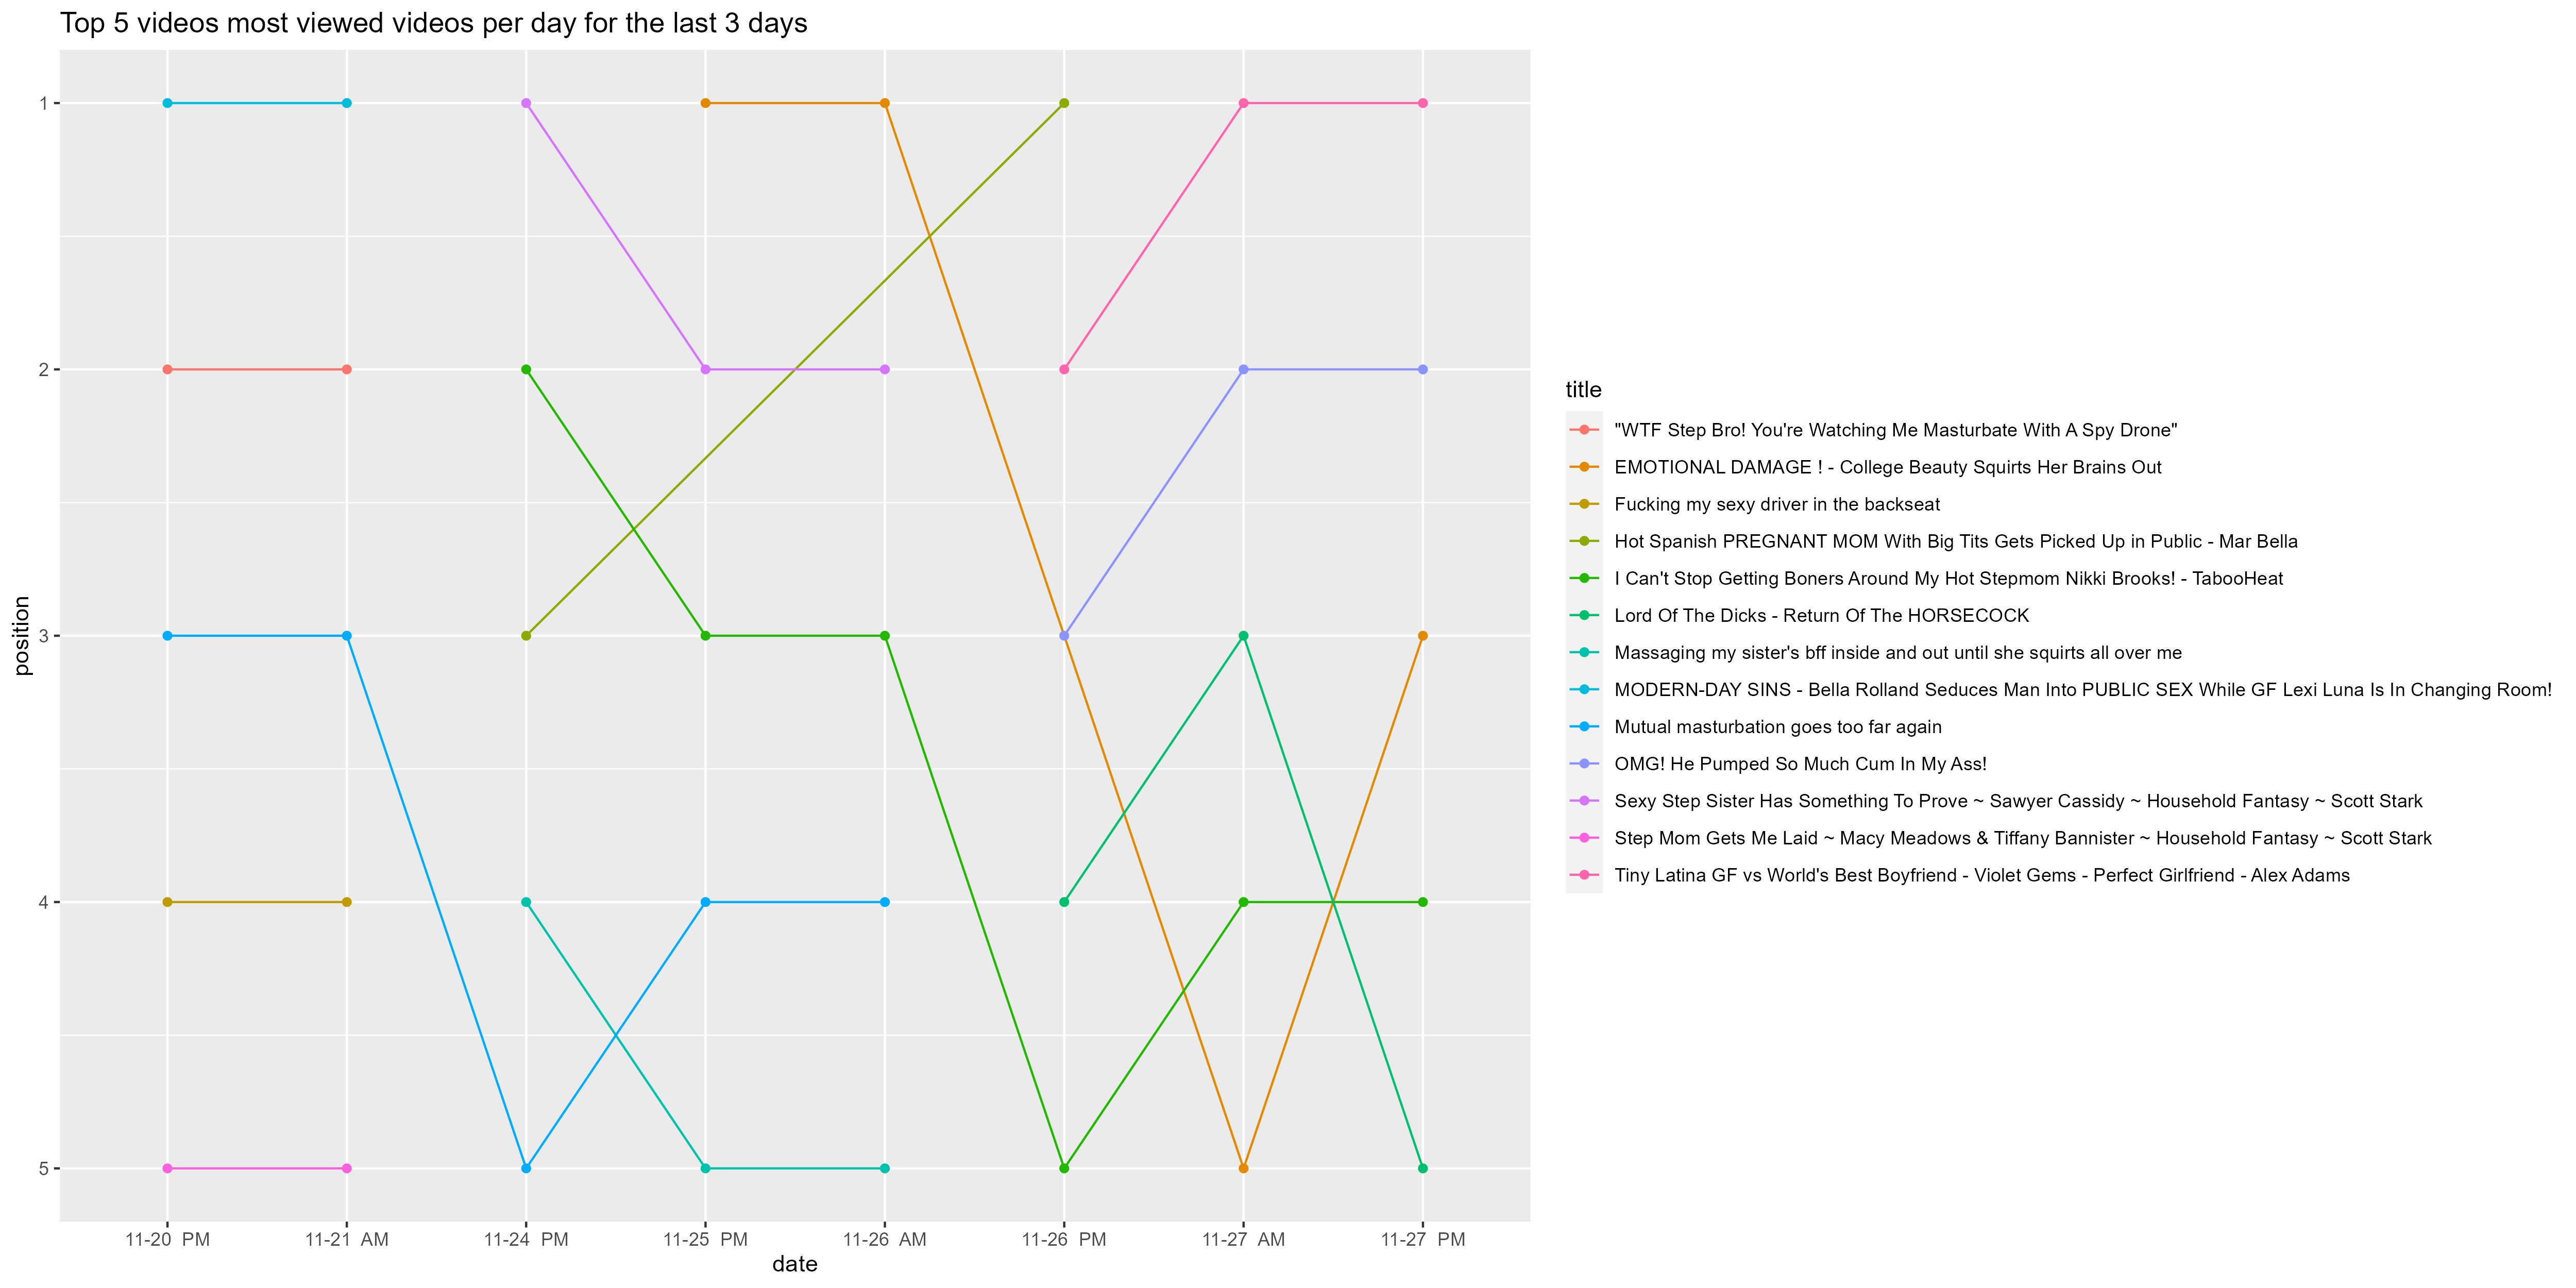 Top 5 videos most viewed videos per day for the last 3 days
position
1
2
3
4
5
11-20 PM
11-21 AM
11-24 PM
11-25 PM
11-26 AM
11-26 PM
11-27 AM
11-27 PM
date
title
"WTF Step Bro! You're Watching Me Masturbate With A Spy Drone"
EMOTIONAL DAMAGE ! - College Beauty Squirts Her Brains Out
Fucking my sexy driver in the backseat
Hot Spanish PREGNANT MOM With Big Tits Gets Picked Up in Public - Mar Bella
I Can't Stop Getting Boners Around My Hot Stepmom Nikki Brooks! - TabooHeat
Lord Of The Dicks - Return Of The HORSECOCK
Massaging my sister's bff inside and out until she squirts all over me
MODERN-DAY SINS - Bella Rolland Seduces Man Into PUBLIC SEX While GF Lexi Luna Is In Changing Room!
Mutual masturbation goes too far again
OMG! He Pumped So Much Cum In My Ass!
Sexy Step Sister Has Something To Prove ~ Sawyer Cassidy ~ Household Fantasy ~ Scott Stark
Step Mom Gets Me Laid ~ Macy Meadows & Tiffany Bannister ~ Household Fantasy ~ Scott Stark
Tiny Latina GF vs World's Best Boyfriend - Violet Gems - Perfect Girlfriend - Alex Adams